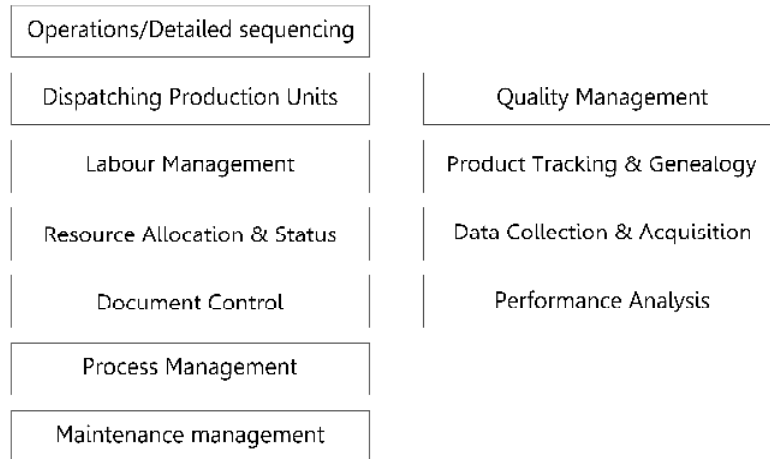 Operations/Detailed sequencing
Dispatching Production Units
Labour Management
Resource Allocation & Status
Document Control
Process Management
Maintenance management
Quality Management
Product Tracking & Genealogy
Data Collection & Acquisition
Performance Analysis